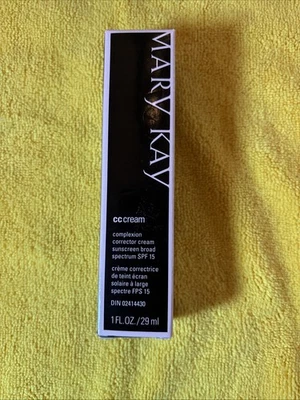 MARY KAY
cc cream
complexion
corrector cream
sunscreen broad
spectrum SPF 15
crème correctrice
de teint écran
solaire à large
spectre FPS 15
DIN 02414430
1 FL. OZ. / 29 ml